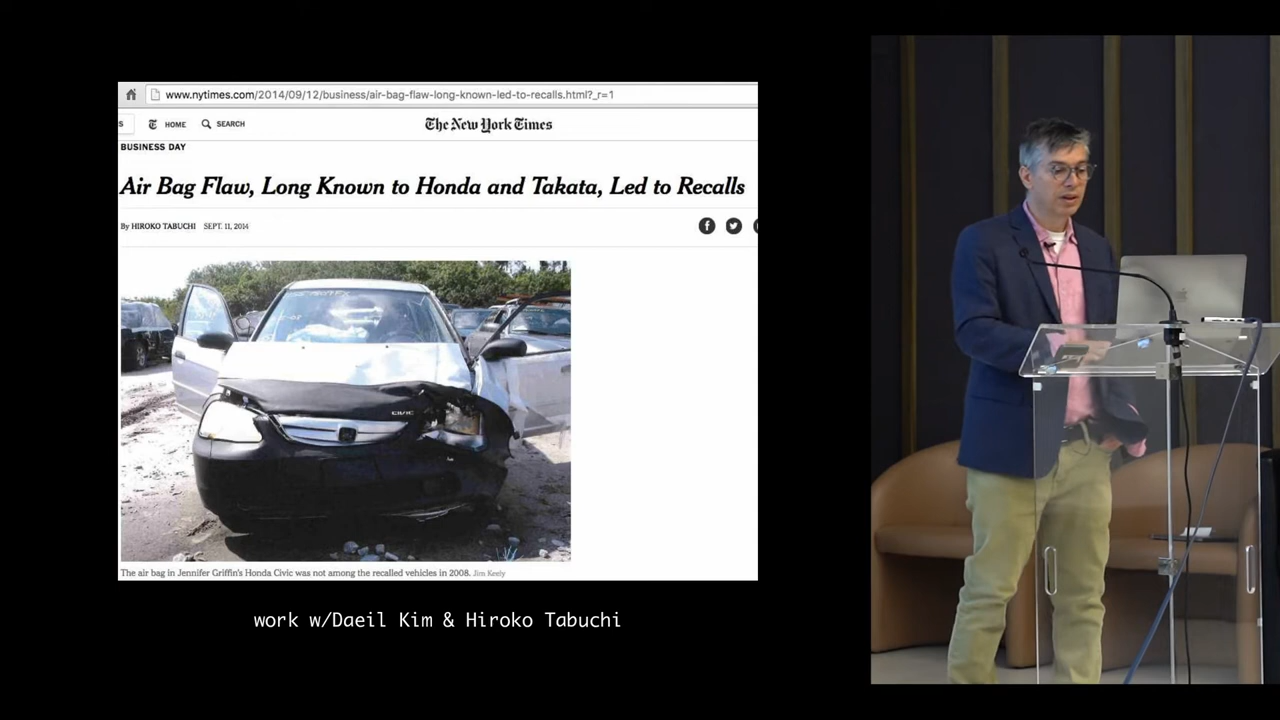 www.nytimes.com/2014/09/12/business/air-bag-flaw-long-known-led-to-recalls.html?_r=1
S HOME SEARCH The New York Times
BUSINESS DAY
Air Bag Flaw, Long Known to Honda and Takata, Led to Recalls
By HIROKO TABUCHI SEPT. 11, 2014
CIVIC
The air bag in Jennifer Griffin's Honda Civic was not among the recalled vehicles in 2008. Jim Keely
work w/Daeil Kim & Hiroko Tabuchi